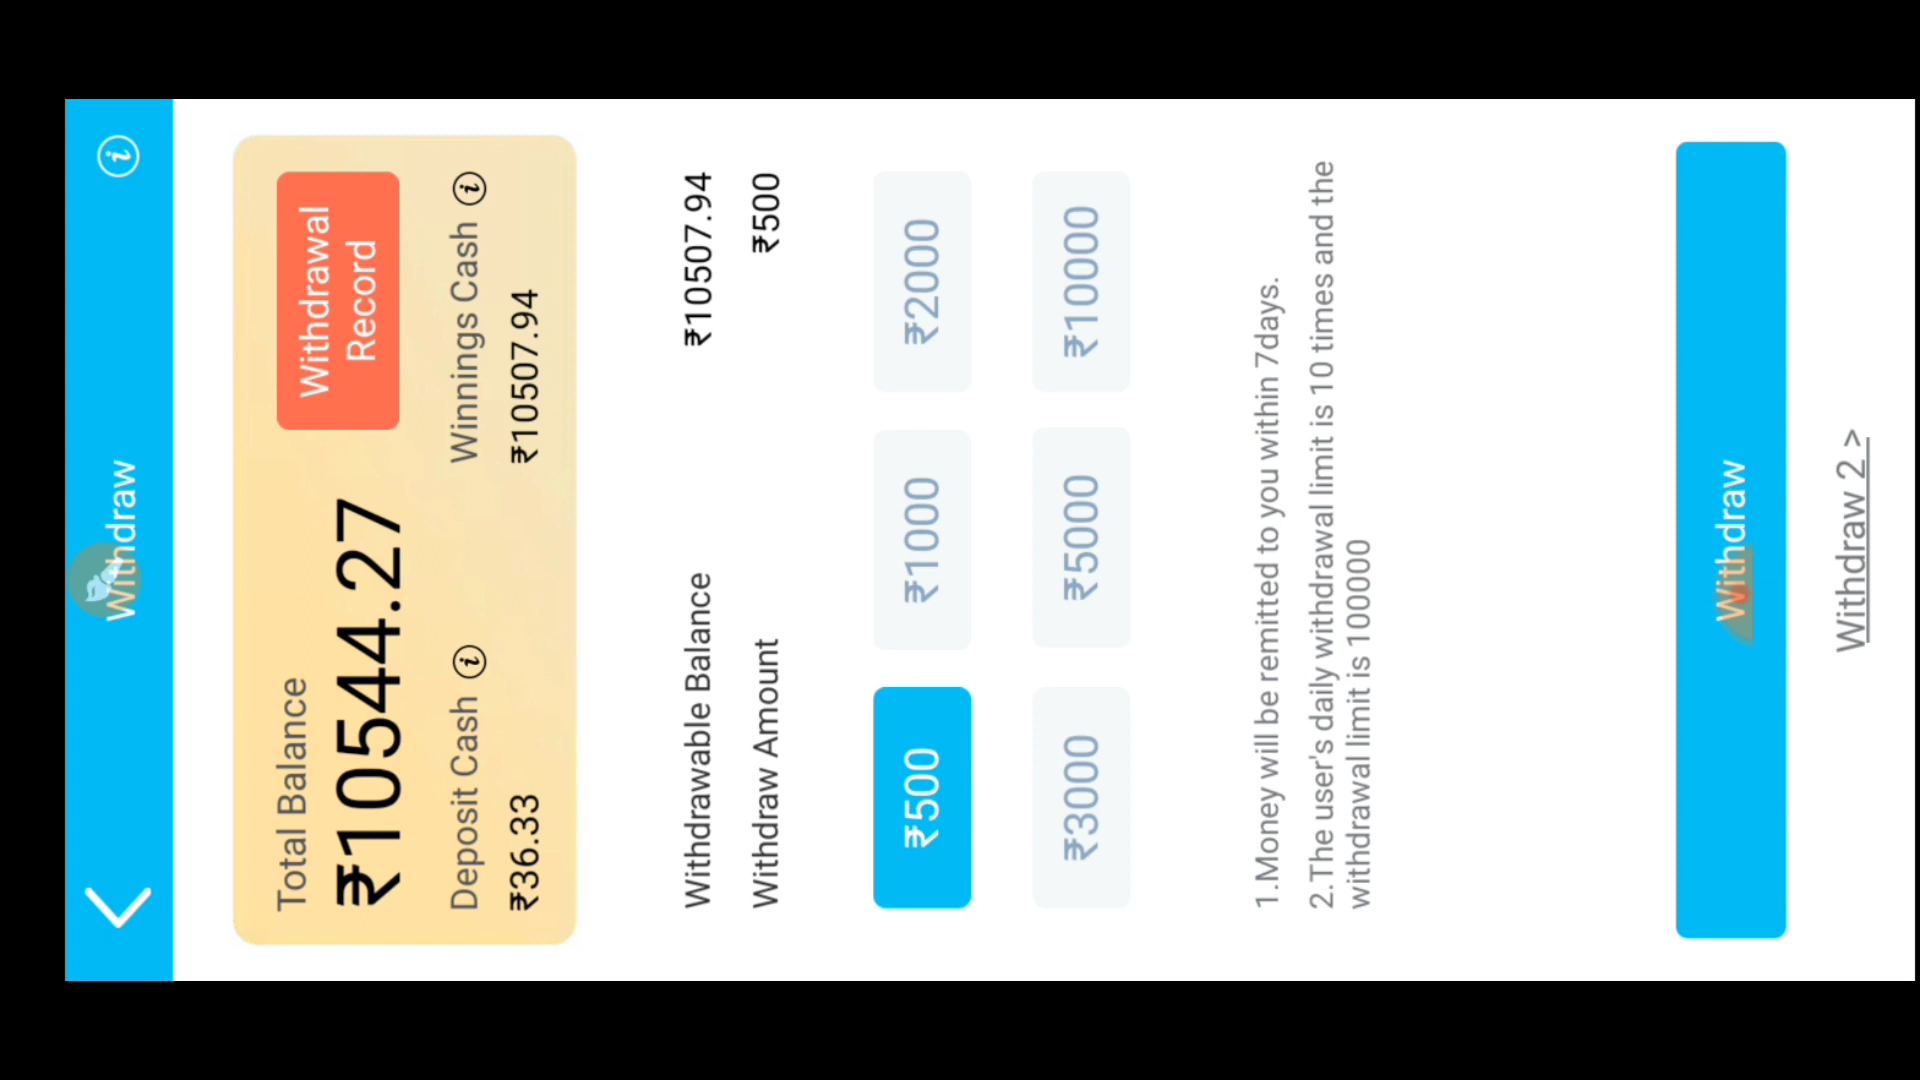 Withdraw
Total Balance
₹10544.27
Withdrawal
Record
Deposit Cash
Winnings Cash
₹36.33
₹10507.94
Withdrawable Balance
₹10507.94
Withdraw Amount
₹500
₹500
₹1000
₹2000
₹3000
₹5000
₹10000
1.Money will be remitted to you within 7days.
2.The user's daily withdrawal limit is 10 times and the
withdrawal limit is 100000
Withdraw
Withdraw 2 >